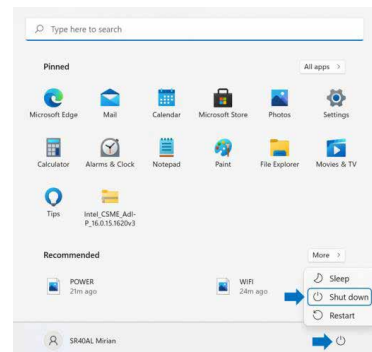 Type here to search
Pinned
All apps >
Microsoft Edge
Mail
Calendar
Microsoft Store
Photos
Settings
Calculator
Alarms & Clock
Notepad
Paint
File Explorer
Movies & TV
Tips
Intel_CSME_Adl-
P_16.0.15.1620v3
Recommended
More >
POWER
21m ago
WIFI
24m ago
Sleep
Shut down
Restart
SR40AL Mirian